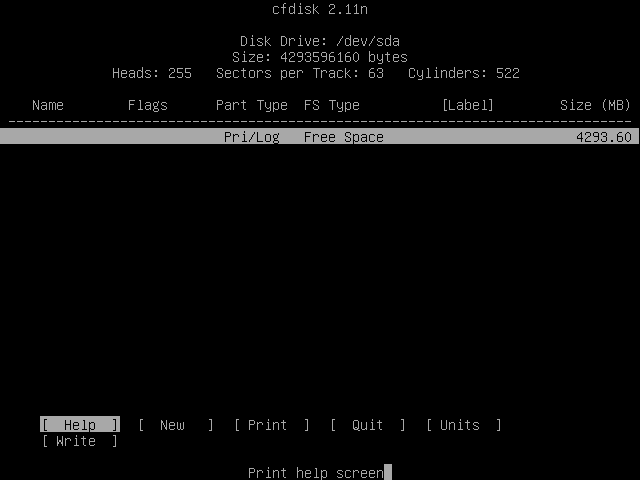 cfdisk 2.11n
Disk Drive: /dev/sda
Size: 4293596160 bytes
Heads: 255   Sectors per Track: 63   Cylinders: 522
Name        Flags      Part Type  FS Type          [Label]        Size (MB)
------------------------------------------------------------------------------
Pri/Log   Free Space                        4293.60
[  Help  ]  [  New   ]  [ Print  ]  [  Quit  ]  [ Units  ]
[ Write  ]
Print help screen